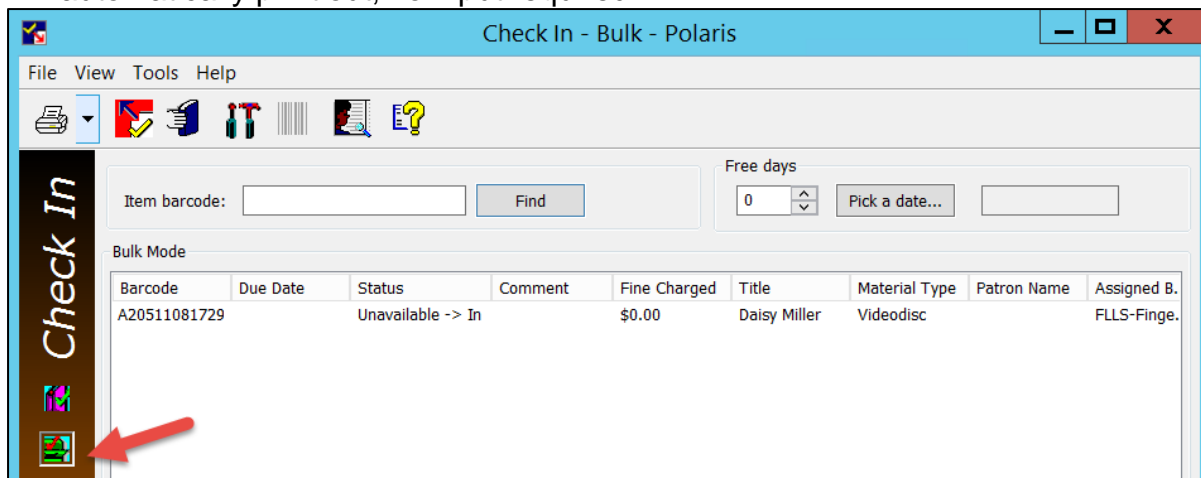 Check In - Bulk - Polaris
File View Tools Help
Check In
Free days
Item barcode: Find 0 Pick a date...
Bulk Mode
Barcode Due Date Status Comment Fine Charged Title Material Type Patron Name Assigned B.
A20511081729 Unavailable -> In $0.00 Daisy Miller Videodisc FLLS-Finge.